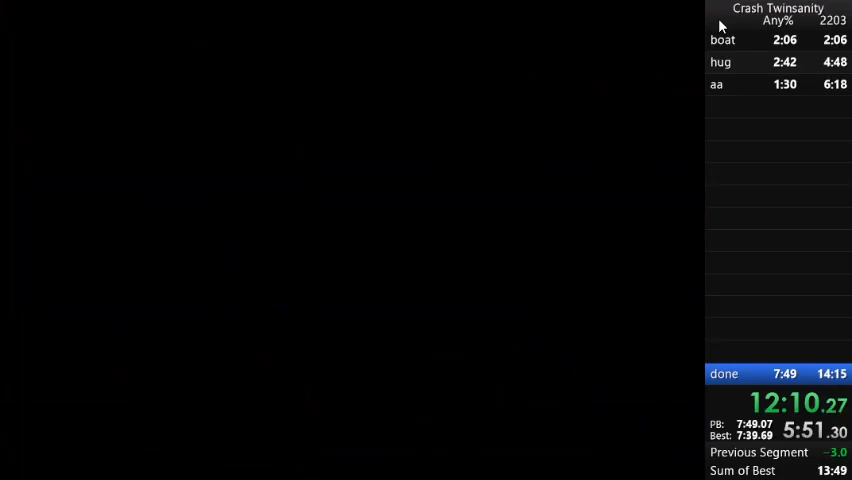 Crash Twinsanity
Any% 2203
boat 2:06 2:06
hug 2:42 4:48
aa 1:30 6:18
done 7:49 14:15
12:10.27
PB: 7:49.07
Best: 7:39.69 5:51.30
Previous Segment −3.0
Sum of Best 13:49